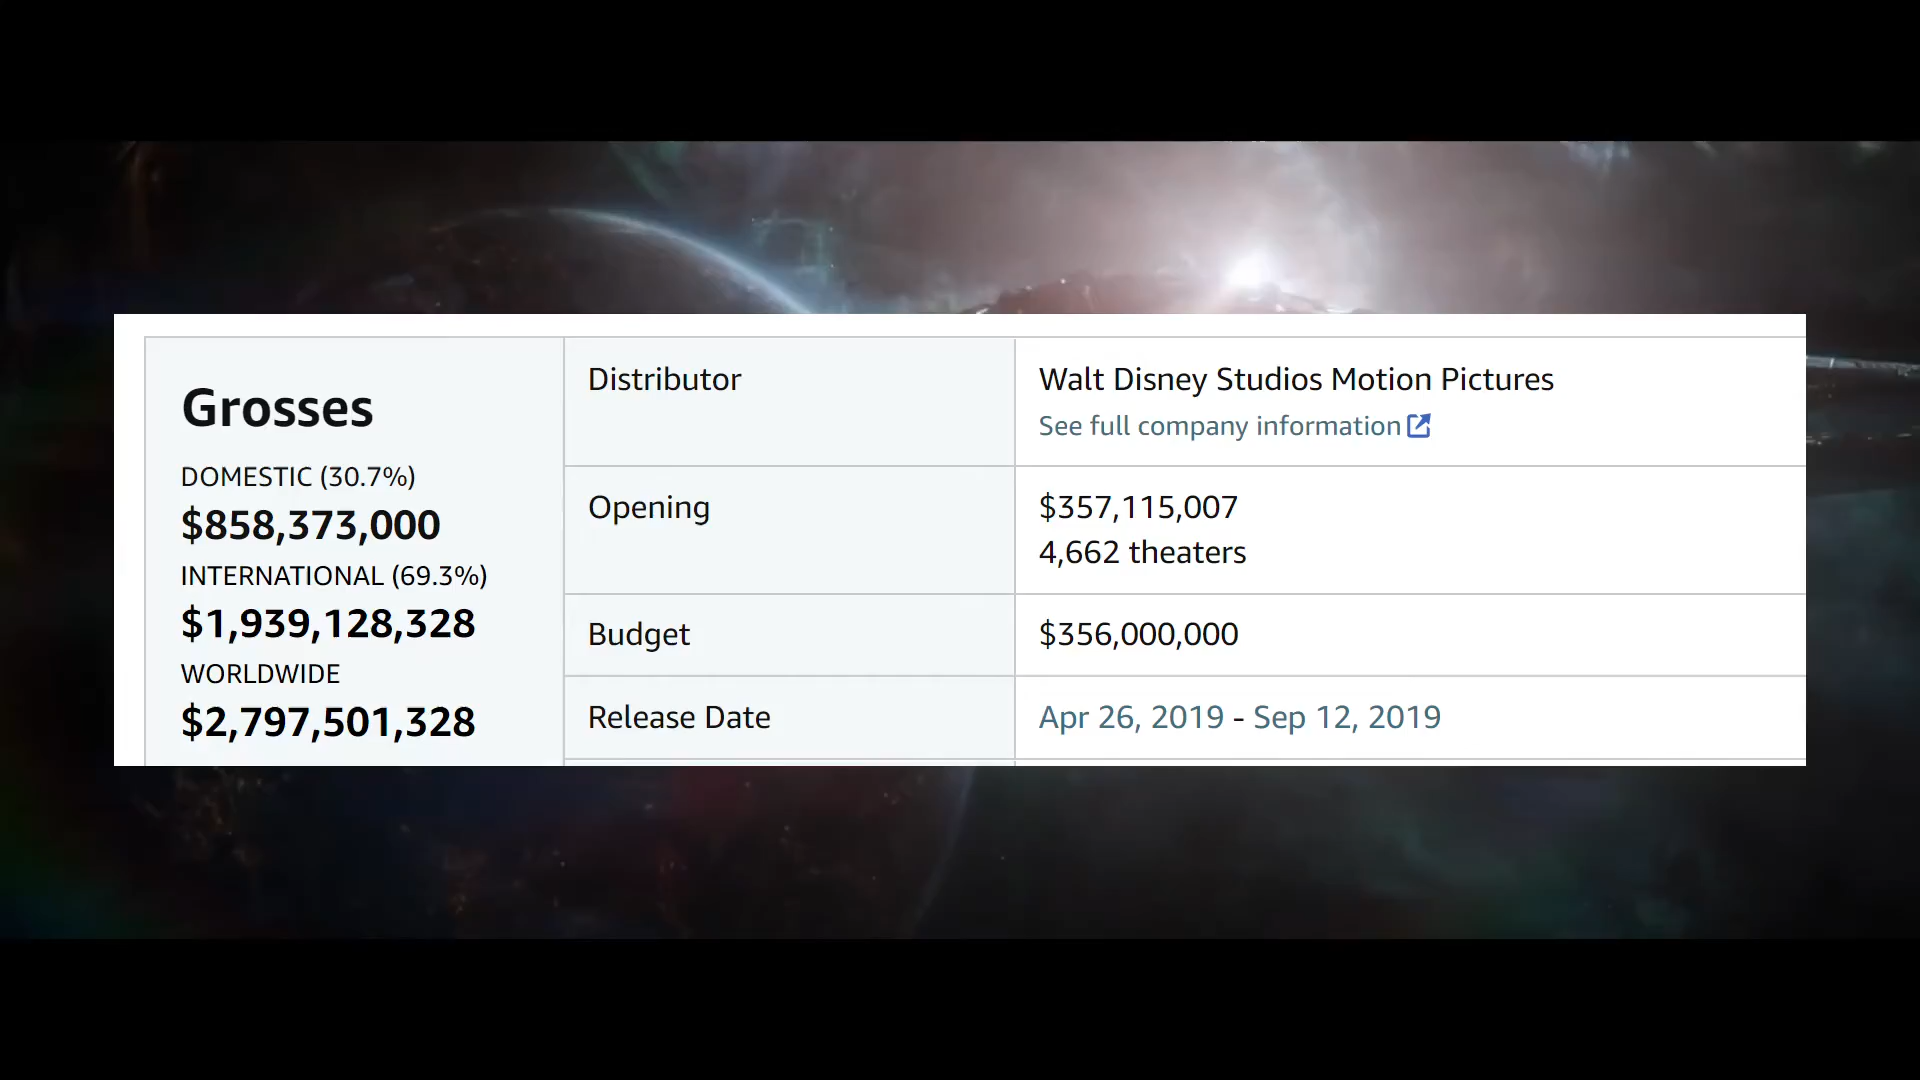 Grosses
DOMESTIC (30.7%)
$858,373,000
INTERNATIONAL (69.3%)
$1,939,128,328
WORLDWIDE
$2,797,501,328
Distributor
Walt Disney Studios Motion Pictures
See full company information
Opening
$357,115,007
4,662 theaters
Budget
$356,000,000
Release Date
Apr 26, 2019 - Sep 12, 2019